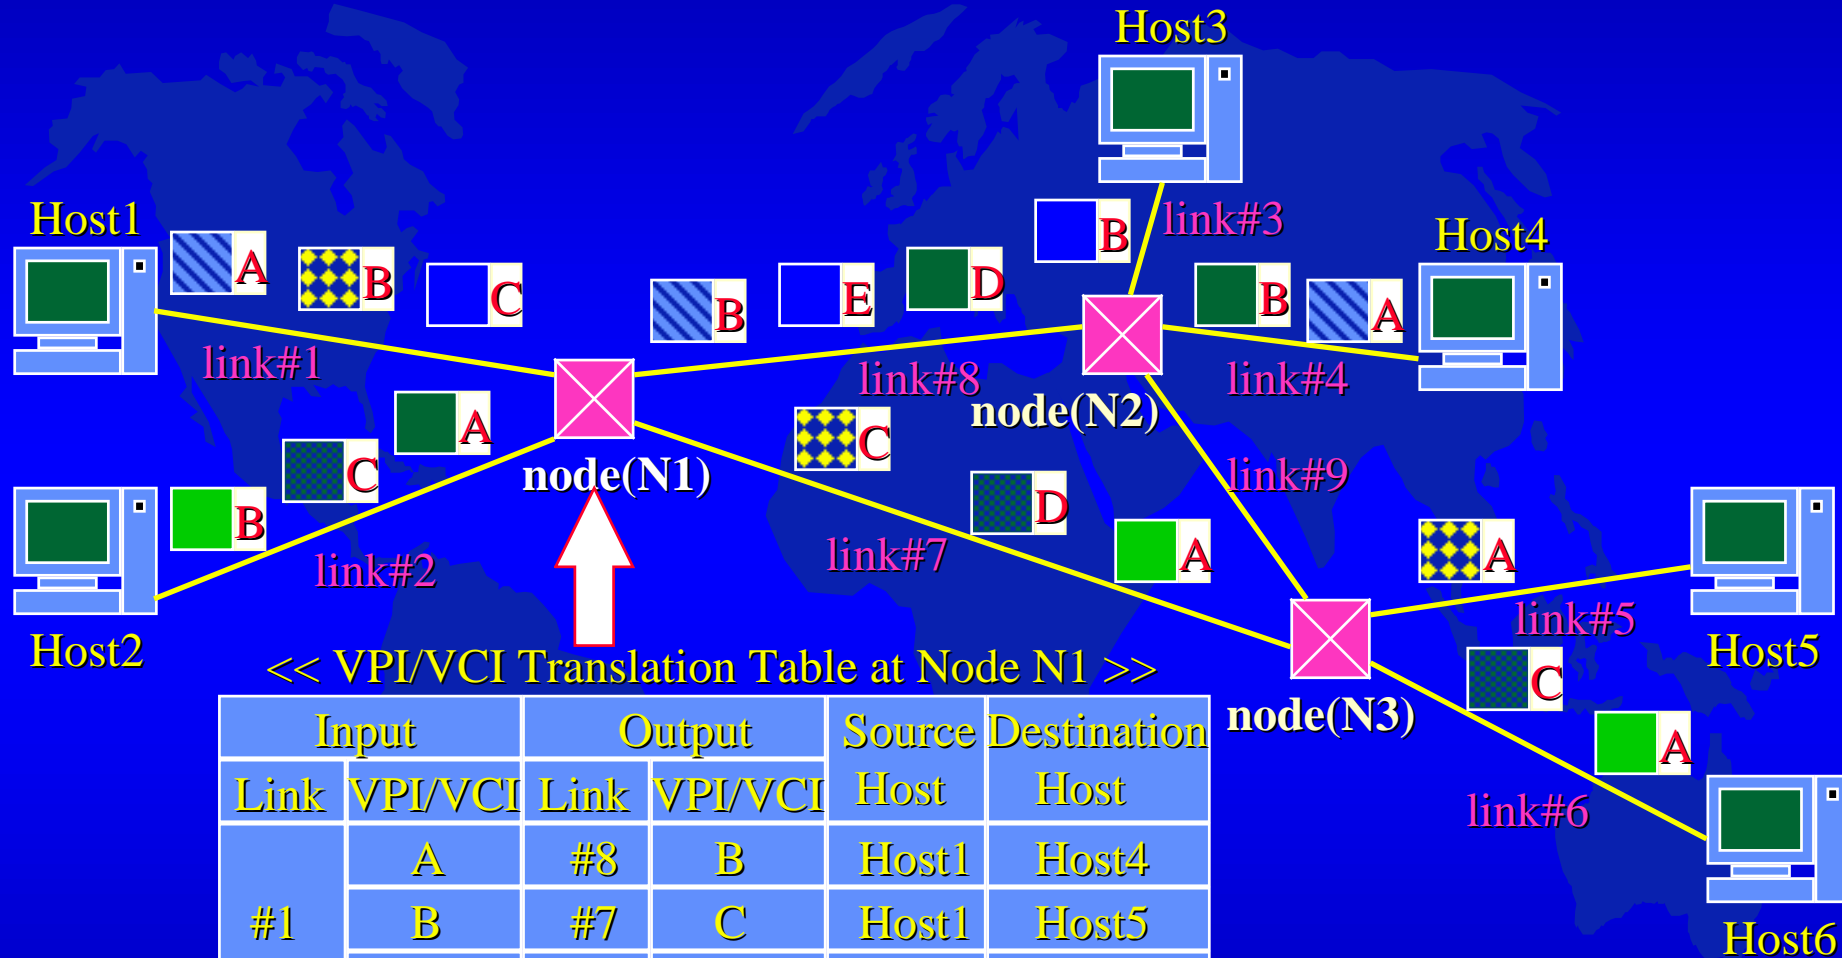 Host3
link#3
Host1
A
B
C
B
E
D
B
Host4
B
A
link#1
link#8
link#4
node(N2)
A
C
C
node(N1)
link#9
B
D
link#2
link#7
A
A
Host2
link#5
Host5
C
node(N3)
A
link#6
Host6
<< VPI/VCI Translation Table at Node N1 >>
Input Output Source Destination
Link VPI/VCI Link VPI/VCI Host Host
A #8 B Host1 Host4
#1 B #7 C Host1 Host5